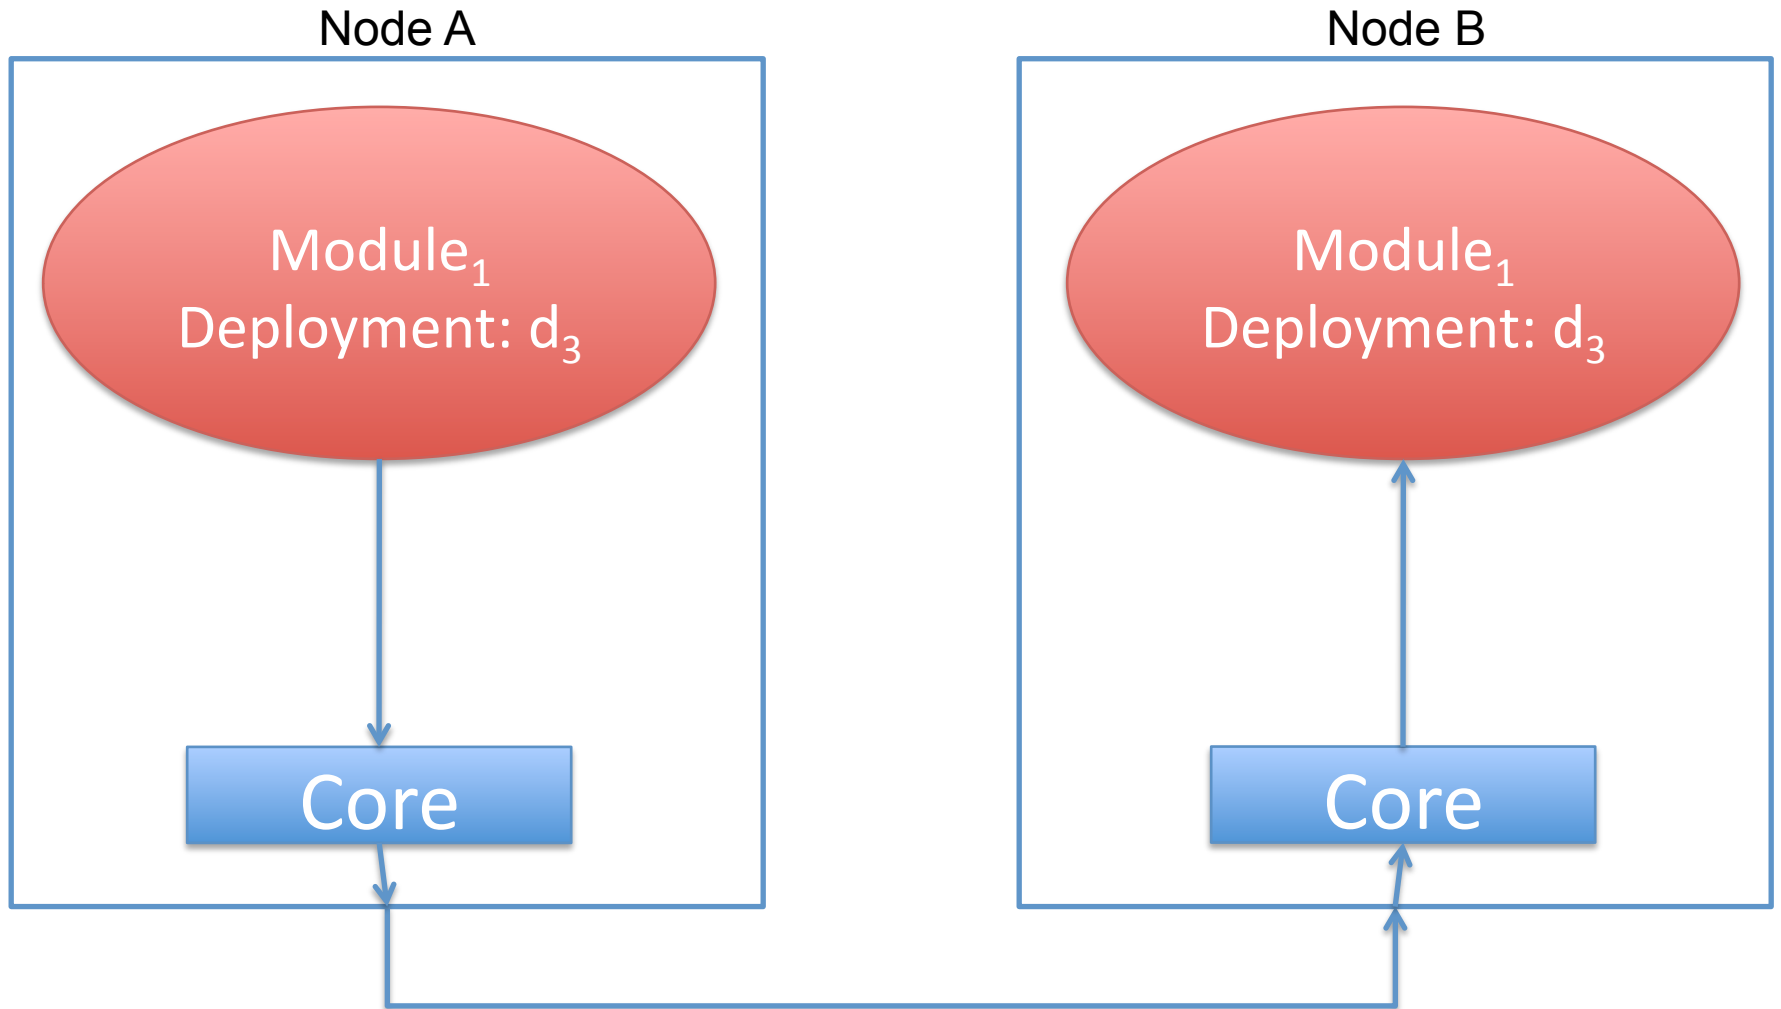 Node A
Node B
Module₁
Deployment: d₃
Module₁
Deployment: d₃
Core
Core